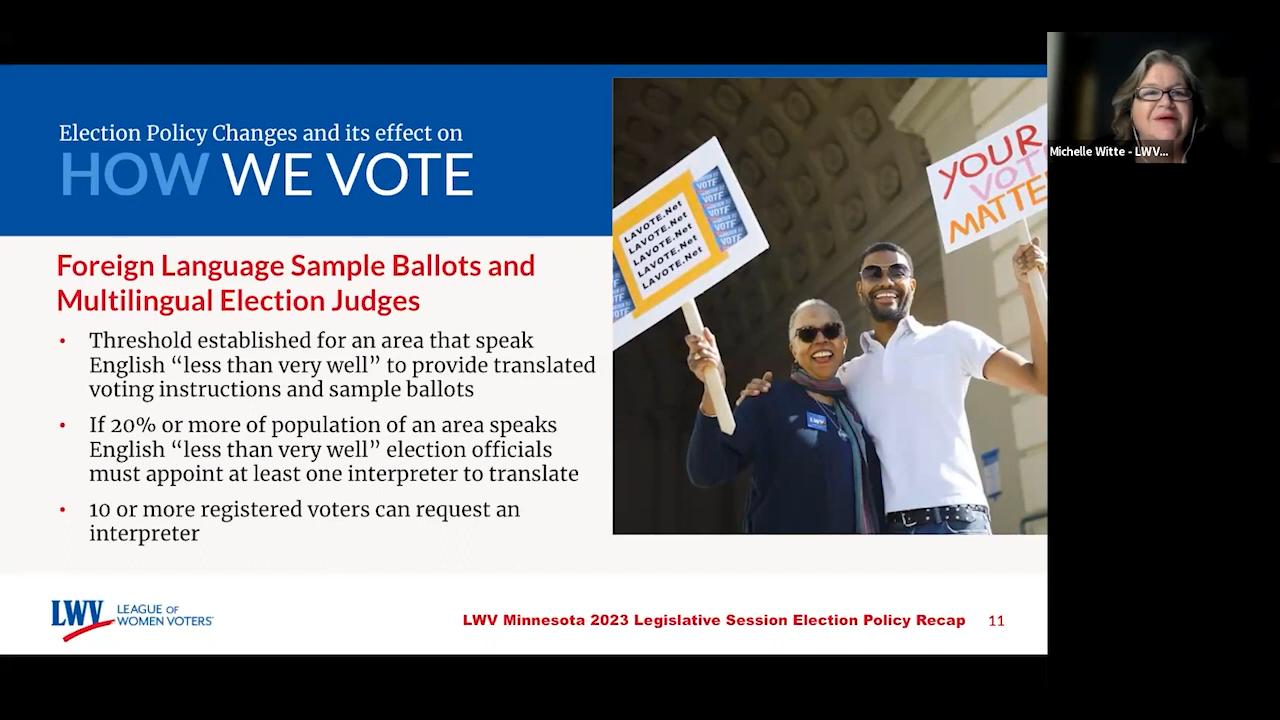 Election Policy Changes and its effect on
HOW WE VOTE
Foreign Language Sample Ballots and
Multilingual Election Judges
• Threshold established for an area that speak
English “less than very well” to provide translated
voting instructions and sample ballots
• If 20% or more of population of an area speaks
English “less than very well” election officials
must appoint at least one interpreter to translate
• 10 or more registered voters can request an
interpreter
LAVOTE.Net
LAVOTE.Net
LAVOTE.Net
LAVOTE.Net
LAVOTE.Net
VOTE
VOTE
VOTE
VOTE
YOUR
VOT
MATTE
LWV
LWV
LEAGUE OF
WOMEN VOTERS®
LWV Minnesota 2023 Legislative Session Election Policy Recap 11
Michelle Witte - LWV...